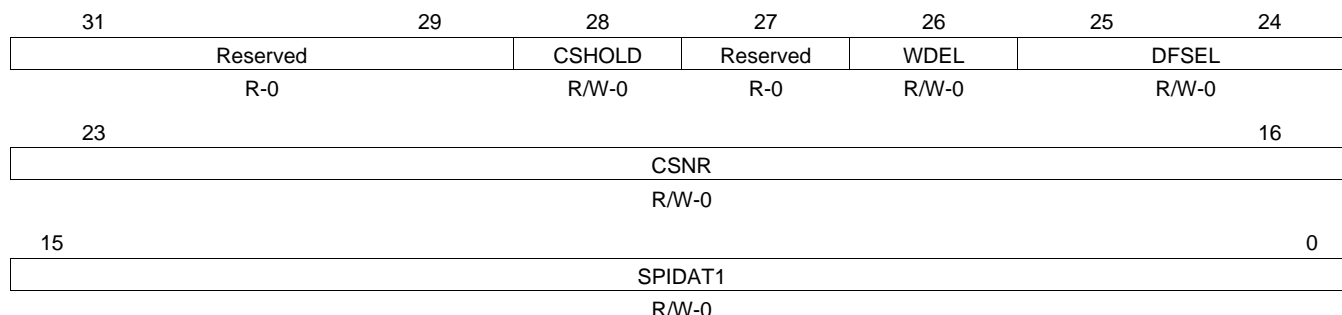 31 29 28 27 26 25 24
Reserved CSHOLD Reserved WDEL DFSEL
R-0 R/W-0 R-0 R/W-0 R/W-0
23 16
CSNR
R/W-0
15 0
SPIDAT1
R/W-0